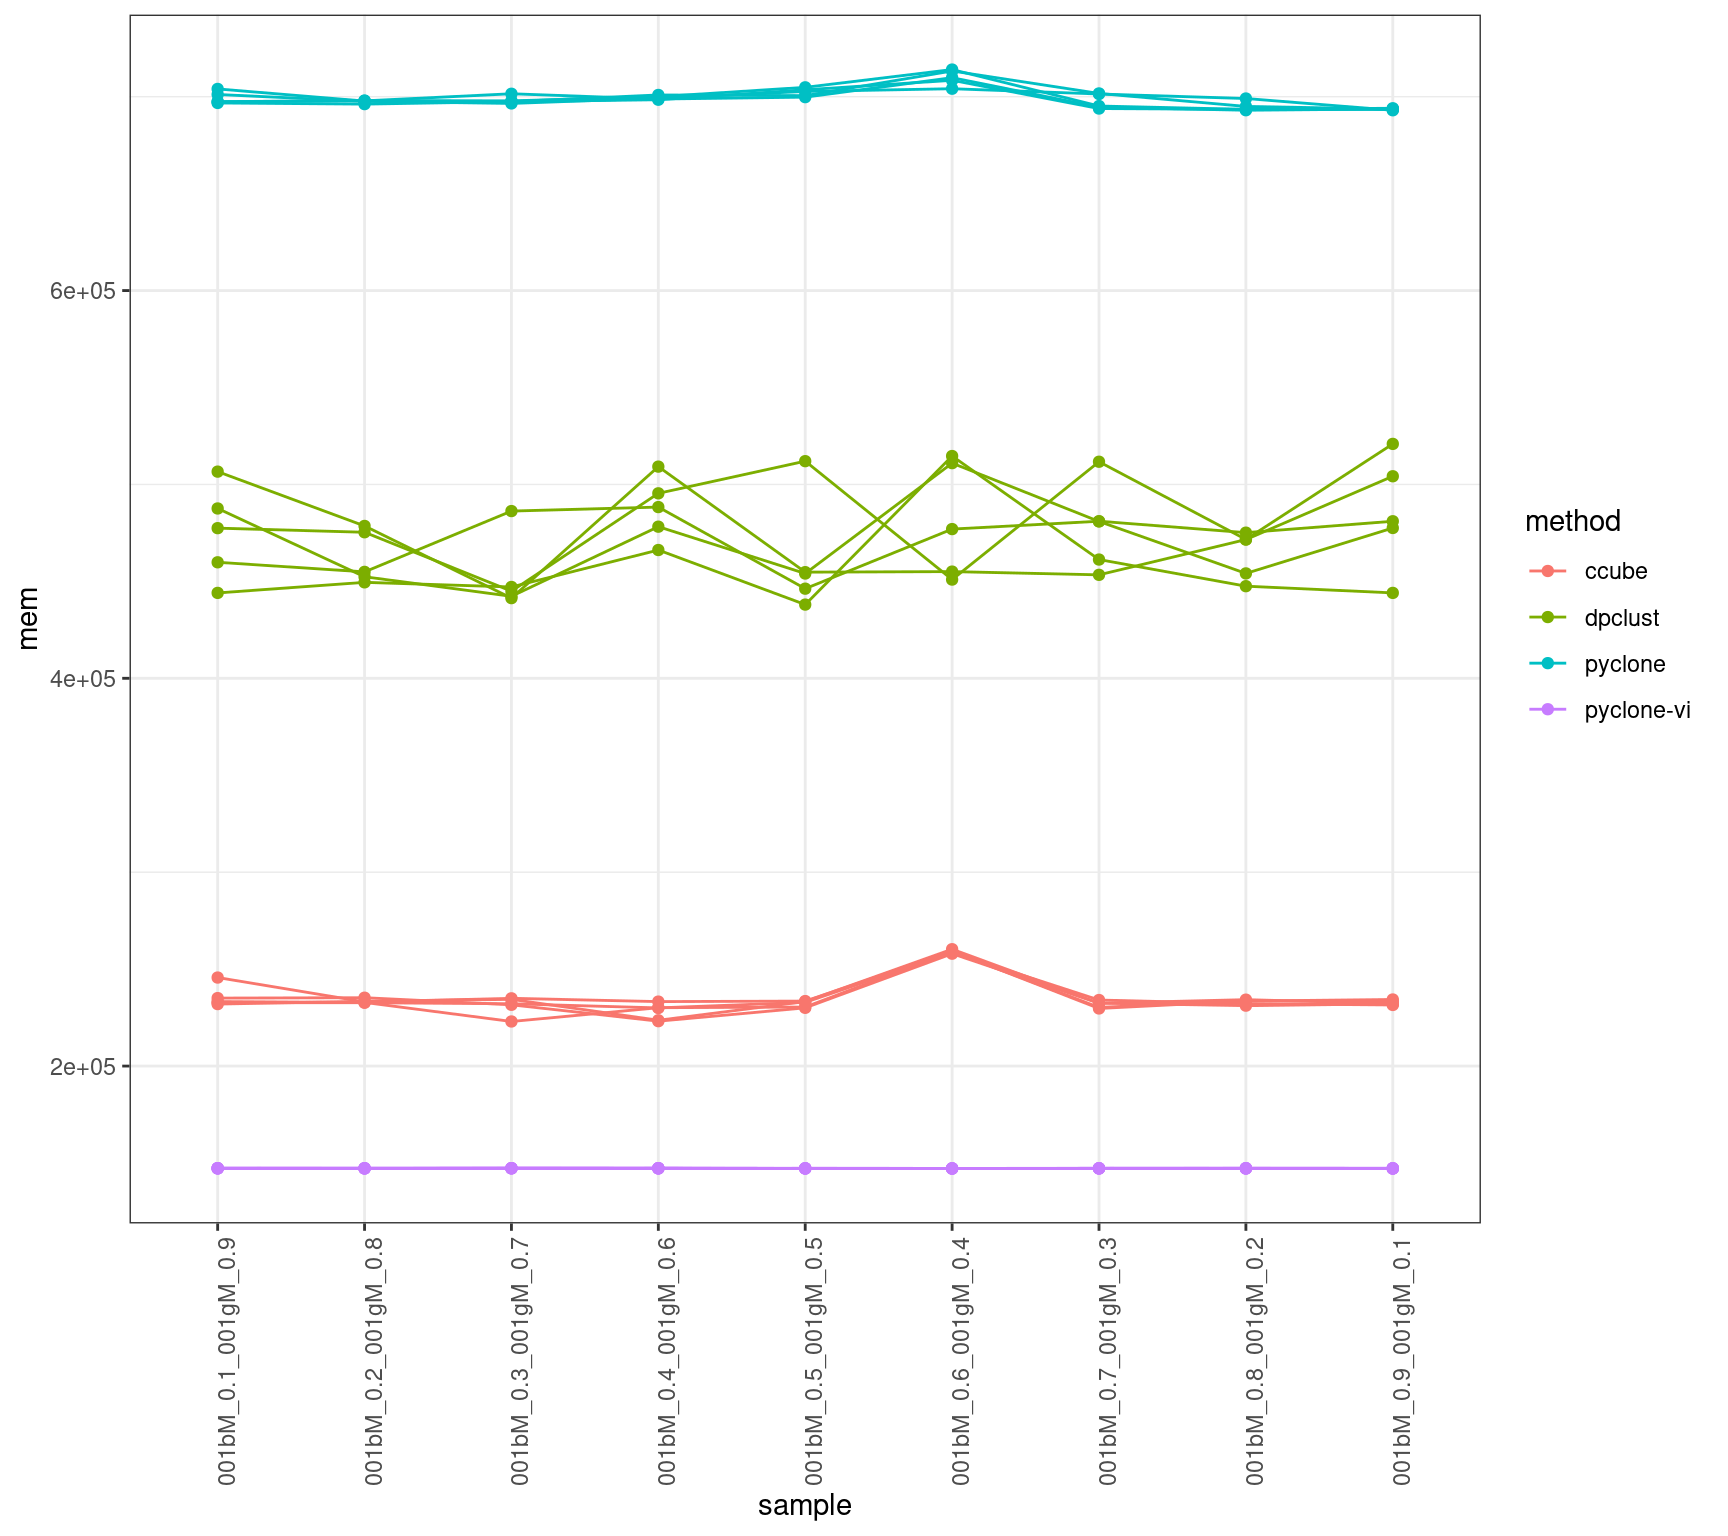 mem
6e+05
4e+05
2e+05
001bM_0.1_001gM_0.9
001bM_0.2_001gM_0.8
001bM_0.3_001gM_0.7
001bM_0.4_001gM_0.6
001bM_0.5_001gM_0.5
001bM_0.6_001gM_0.4
001bM_0.7_001gM_0.3
001bM_0.8_001gM_0.2
001bM_0.9_001gM_0.1
sample
method
ccube
dpclust
pyclone
pyclone-vi